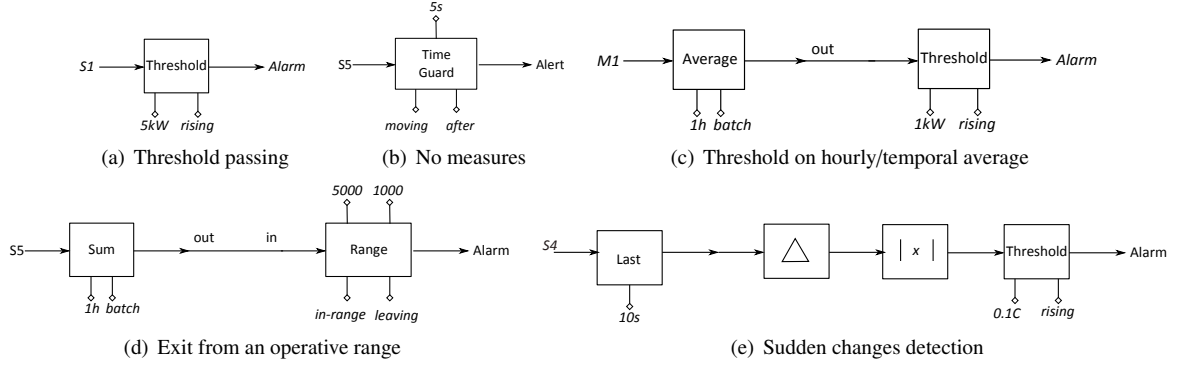 S1 Threshold Alarm
5kW rising
(a) Threshold passing
5s
S5 Time Guard Alert
moving after
(b) No measures
M1 Average out Threshold Alarm
1h batch 1kW rising
(c) Threshold on hourly/temporal average
5000 1000
S5 Sum out in Range Alarm
1h batch in-range leaving
(d) Exit from an operative range
S4 Last △ | x | Threshold Alarm
10s 0.1C rising
(e) Sudden changes detection